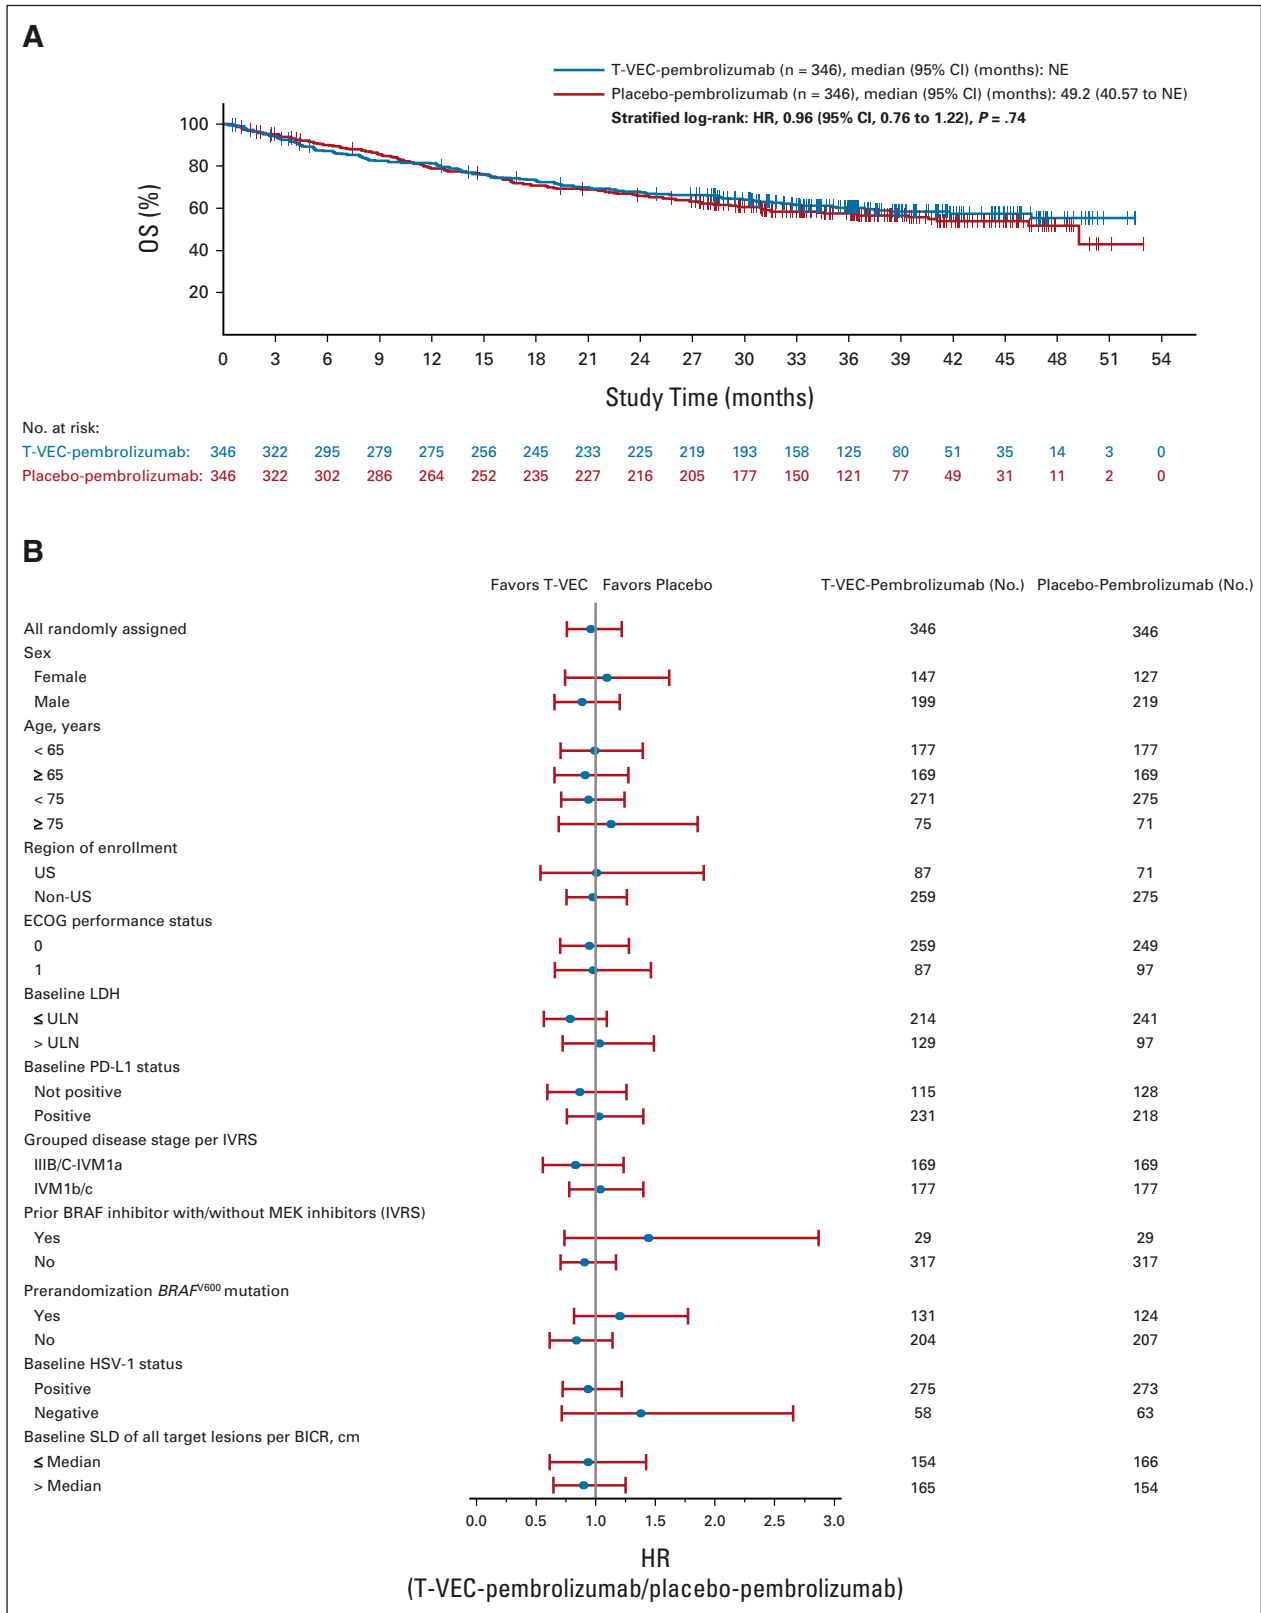 A
T-VEC-pembrolizumab (n = 346), median (95% CI) (months): NE
Placebo-pembrolizumab (n = 346), median (95% CI) (months): 49.2 (40.57 to NE)
Stratified log-rank: HR, 0.96 (95% CI, 0.76 to 1.22), P = .74
100
80
60
40
20
OS (%)
0 3 6 9 12 15 18 21 24 27 30 33 36 39 42 45 48 51 54
Study Time (months)
No. at risk:
T-VEC-pembrolizumab: 346 322 295 279 275 256 245 233 225 219 193 158 125 80 51 35 14 3 0
Placebo-pembrolizumab: 346 322 302 286 264 252 235 227 216 205 177 150 121 77 49 31 11 2 0
B
Favors T-VEC Favors Placebo T-VEC-Pembrolizumab (No.) Placebo-Pembrolizumab (No.)
All randomly assigned 346 346
Sex
Female 147 127
Male 199 219
Age, years
< 65 177 177
≥ 65 169 169
< 75 271 275
≥ 75 75 71
Region of enrollment
US 87 71
Non-US 259 275
ECOG performance status
0 259 249
1 87 97
Baseline LDH
≤ ULN 214 241
> ULN 129 97
Baseline PD-L1 status
Not positive 115 128
Positive 231 218
Grouped disease stage per IVRS
IIIB/C-IVM1a 169 169
IVM1b/c 177 177
Prior BRAF inhibitor with/without MEK inhibitors (IVRS)
Yes 29 29
No 317 317
Prerandomization BRAFV600 mutation
Yes 131 124
No 204 207
Baseline HSV-1 status
Positive 275 273
Negative 58 63
Baseline SLD of all target lesions per BICR, cm
≤ Median 154 166
> Median 165 154
0.0 0.5 1.0 1.5 2.0 2.5 3.0
HR
(T-VEC-pembrolizumab/placebo-pembrolizumab)